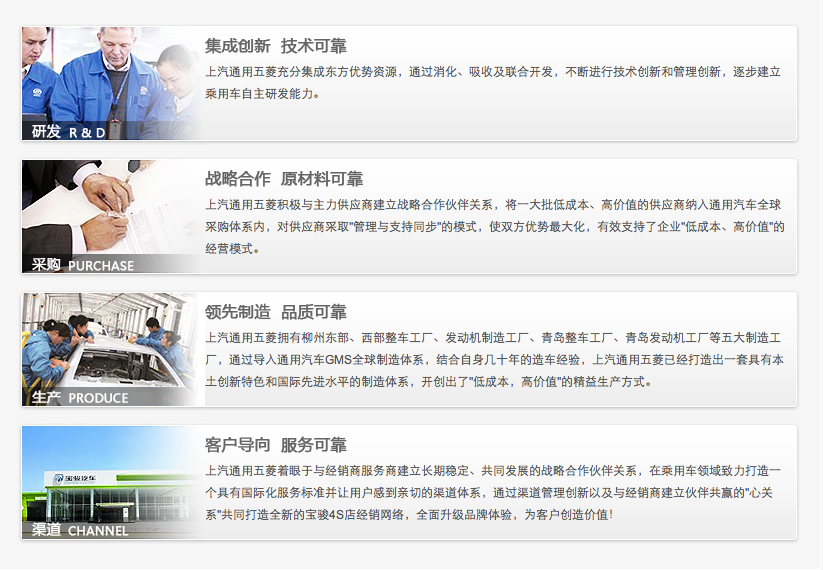 集成创新 技术可靠
上汽通用五菱充分集成东方优势资源，通过消化、吸收及联合开发，不断进行技术创新和管理创新，逐步建立
乘用车自主研发能力。
研发 R & D
战略合作 原材料可靠
上汽通用五菱积极与主力供应商建立战略合作伙伴关系，将一大批低成本、高价值的供应商纳入通用汽车全球
采购体系内，对供应商采取"管理与支持同步"的模式，使双方优势最大化，有效支持了企业"低成本、高价值"的
经营模式。
采购 PURCHASE
领先制造 品质可靠
上汽通用五菱拥有柳州东部、西部整车工厂、发动机制造工厂、青岛整车工厂、青岛发动机工厂等五大制造工
厂，通过导入通用汽车GMS全球制造体系，结合自身几十年的造车经验，上汽通用五菱已经打造出一套具有本
土创新特色和国际先进水平的制造体系，开创出了"低成本，高价值"的精益生产方式。
生产 PRODUCE
客户导向 服务可靠
上汽通用五菱着眼于与经销商服务商建立长期稳定、共同发展的战略合作伙伴关系，在乘用车领域致力打造一
个具有国际化服务标准并让用户感到亲切的渠道体系，通过渠道管理创新以及与经销商建立伙伴共赢的"心关
系"共同打造全新的宝骏4S店经销网络，全面升级品牌体验，为客户创造价值！
宝骏汽车
渠道 CHANNEL